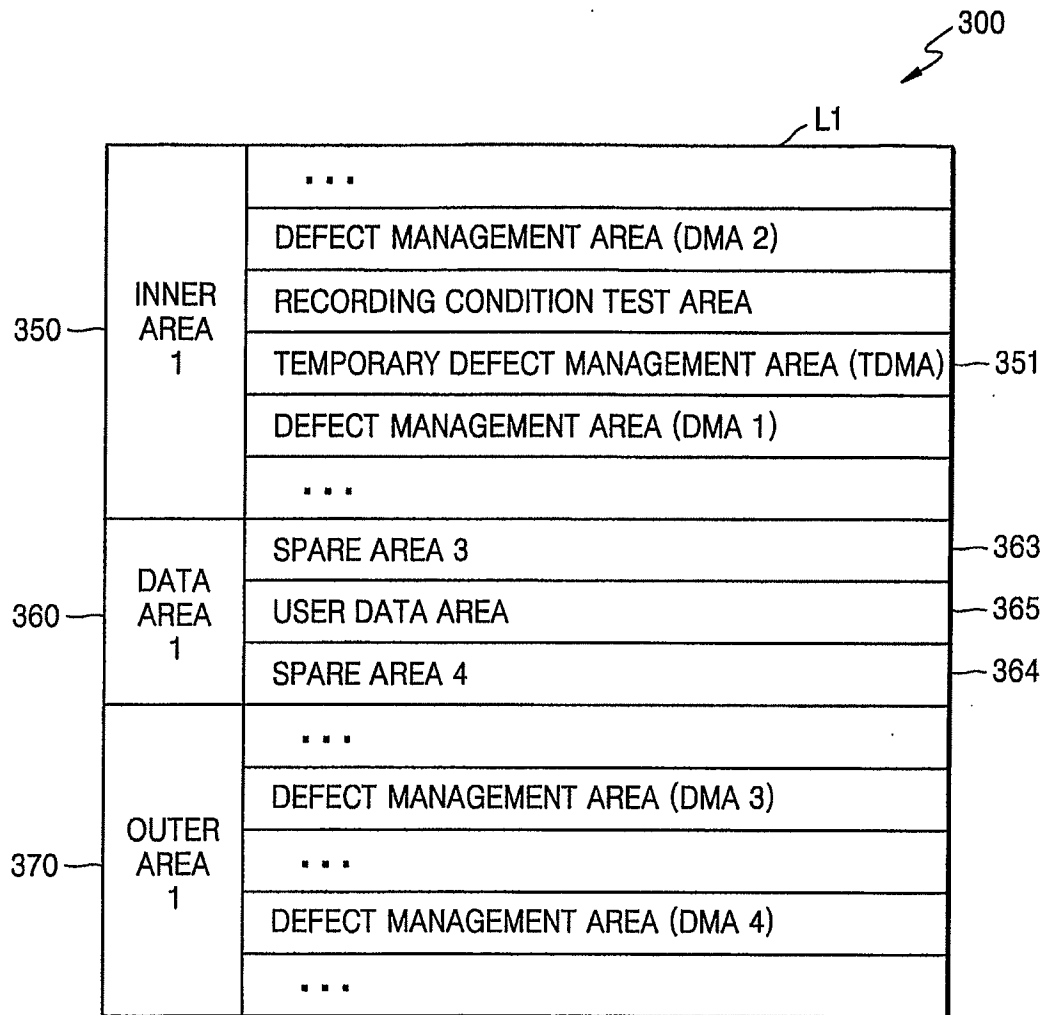 300
L1
...
DEFECT MANAGEMENT AREA (DMA 2)
INNER
AREA
1
350
RECORDING CONDITION TEST AREA
TEMPORARY DEFECT MANAGEMENT AREA (TDMA)
351
DEFECT MANAGEMENT AREA (DMA 1)
...
DATA
AREA
1
360
SPARE AREA 3
363
USER DATA AREA
365
SPARE AREA 4
364
OUTER
AREA
1
370
...
DEFECT MANAGEMENT AREA (DMA 3)
...
DEFECT MANAGEMENT AREA (DMA 4)
...